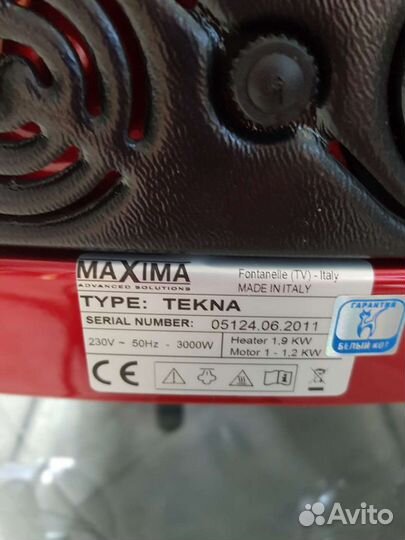 MAXIMA
ADVANCED SOLUTIONS
Fontanelle (TV) - Italy
MADE IN ITALY
TYPE: TEKNA
SERIAL NUMBER: 05124.06.2011
230V ~ 50Hz - 3000W
Heater 1,9 KW
Motor 1 - 1,2 KW
CE
ГАРАНТИЯ
БЕЛЫЙ КОТ
Avito